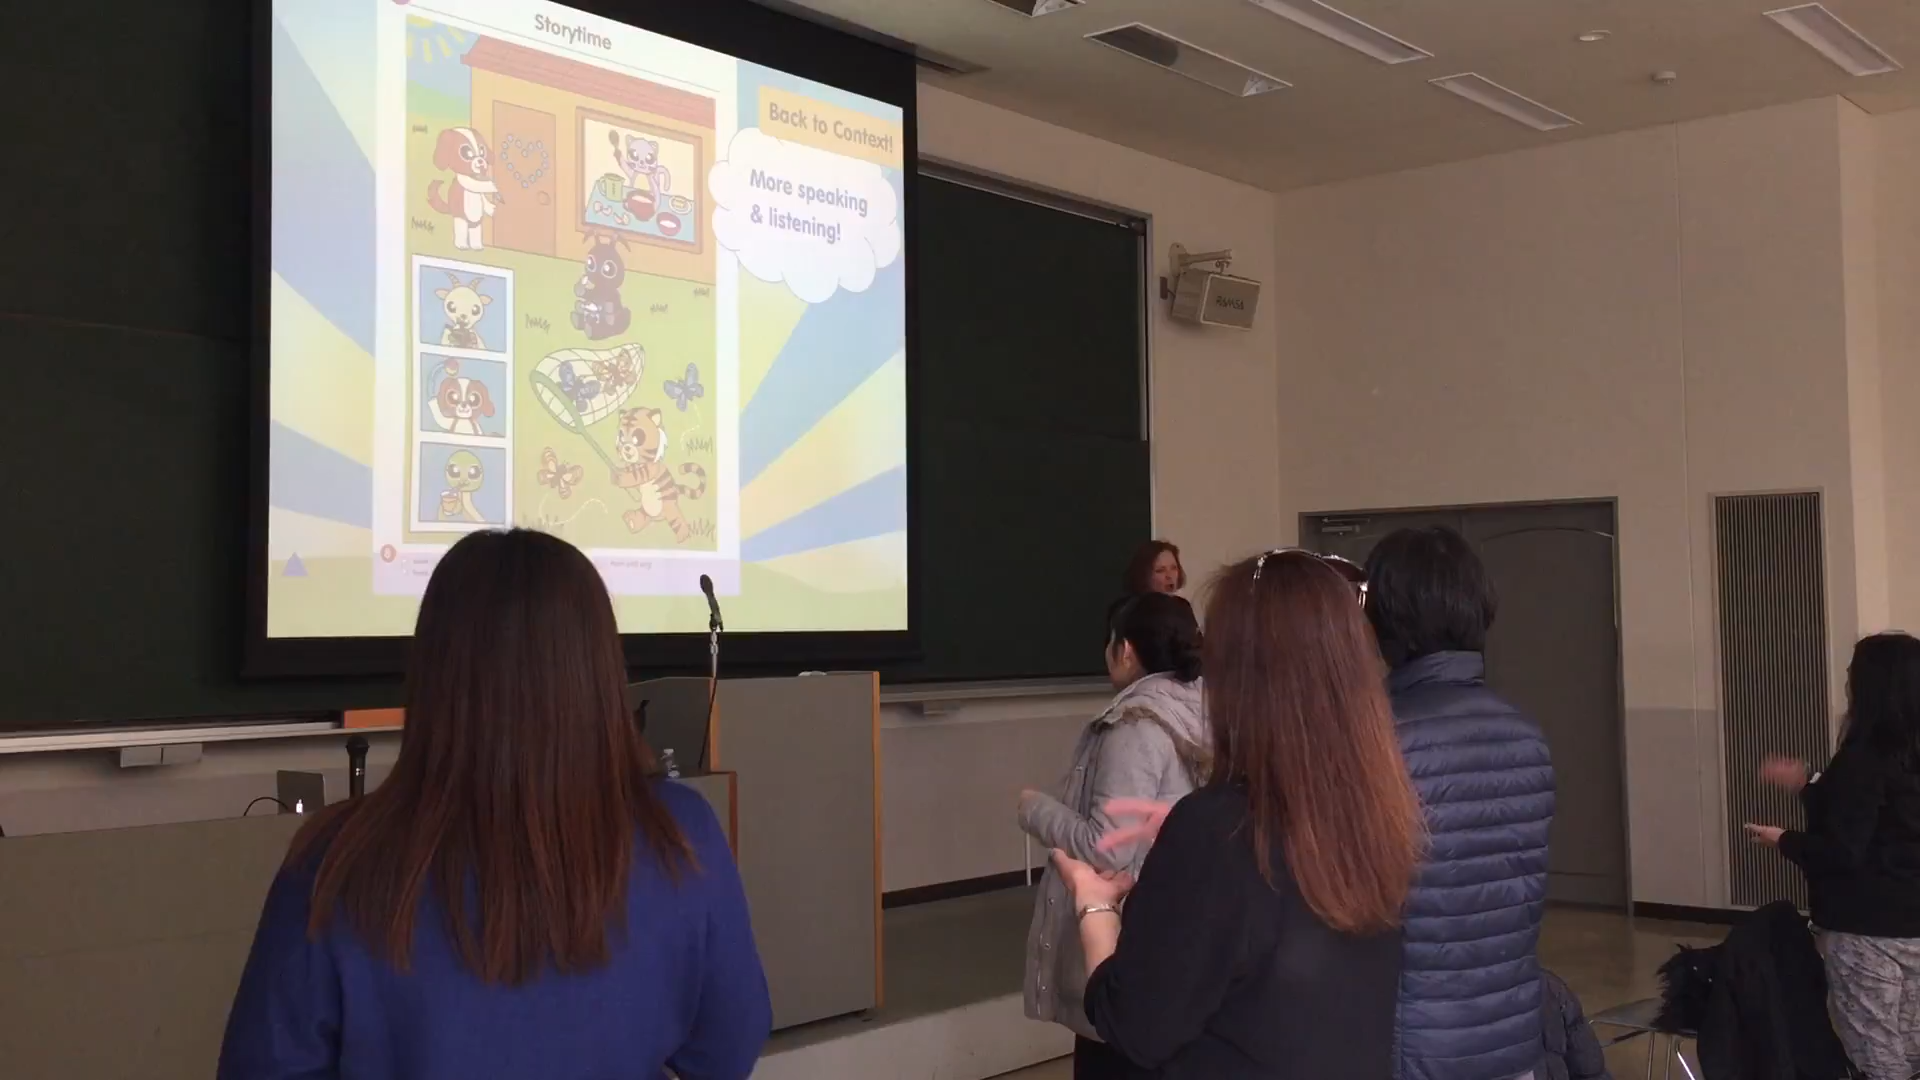 Storytime
Back to Context!
More speaking
& listening!
RAMSA